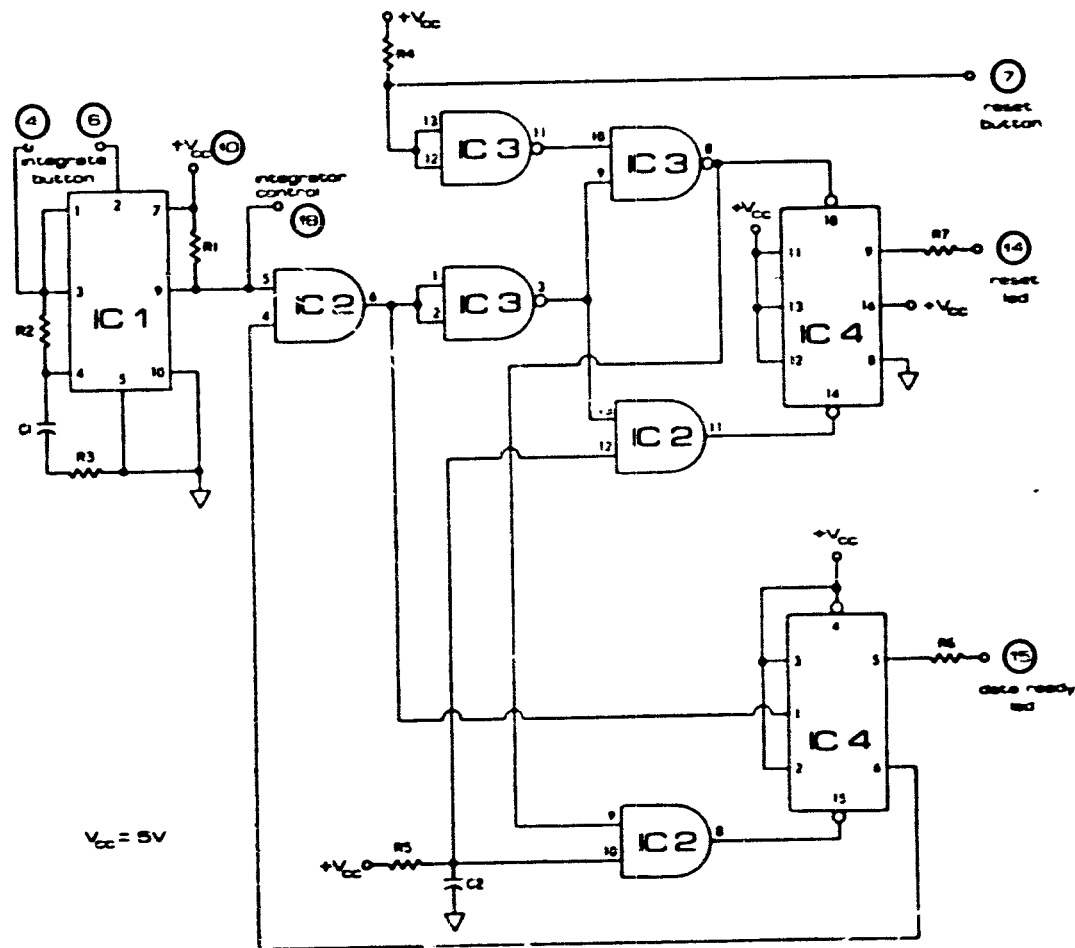 +Vcc
R4
7
reset
button
4
6
integrate
button
+Vcc
10
integrator
control
18
13
12
11
IC 3
10
9
8
IC 3
1
2
3
4
5
7
9
10
IC 1
R1
R2
C1
R3
5
4
6
IC 2
1
2
3
IC 3
+Vcc
10
11
13
12
9
16
8
14
IC 4
R7
14
reset
led
+Vcc
13
12
11
IC 2
+Vcc
4
3
1
2
5
6
15
IC 4
R6
15
data ready
led
9
10
8
IC 2
Vcc = 5V
+Vcc
R5
C2